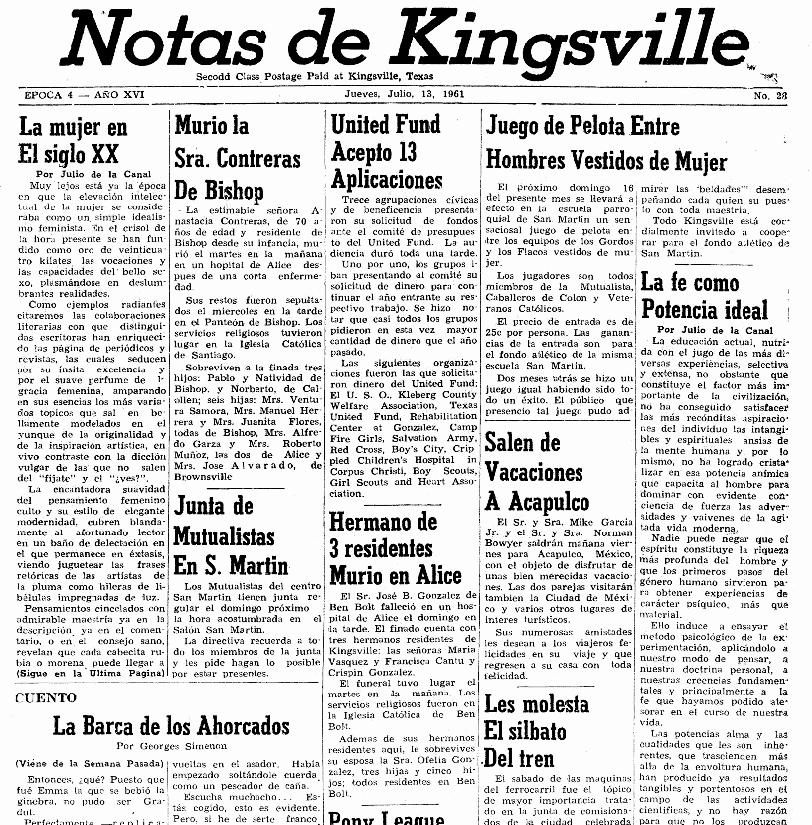 Notas de Kingsville
Secodd Class Postage Paid at Kingsville, Texas
EPOCA 4 — AÑO XVI
Jueves, Julio, 13, 1961
No. 28
La mujer en
El siglo XX
Por Julio de la Canal
Muy lejos está ya la época
en que la elevación intelec-
tual de la mujer se conside-
raba como un simple idealis-
mo feminista. En el crisol de
la hora presente se han fun-
dido como oro de veinticua-
tro kilates las vocaciones y
las capacidades del bello se-
xo, plasmándose en deslum-
brantes realidades.
Como ejemplos radiantes
citaremos las colaboraciones
literarias con que distingui-
das escritoras han enriqueci-
do las página de periódicos y
revistas, las cuales seducen
por su ínsita excelencia y
por el suave perfume de l-
gracia femenina, amparando
en sus esencias los más varia-
dos topicos que sal en be-
llamente modelados en el
yunque de la originalidad y
de la inspiración artística, en
vivo contraste con la dicción
vulgar de las que no salen
del "fíjate" y el "¿ves?".
La encantadora suavidad
del pensamiento femenino
culto y su estilo de elegante
modernidad, cubren blanda-
mente al afortunado lector
en un baño de delectación en
el que permanece en éxtasis,
viendo juguetear las frases
retóricas de las artistas de
la pluma como hileras de li-
bélulas impregnadas de luz.
Pensamientos cincelados con
admirable maestría ya en la
descripción, ya en el comen-
tario, o en el consejo sano,
revelan que cada cabecita ru-
bia o morena puede llegar a
(Sigue en la Ultima Pagina)
Murio la
Sra. Contreras
De Bishop
La estimable señora A-
nastacia Contreras, de 70 a-
ños de edad y residente de
Bishop desde su infancia, mu-
rió el martes en la mañana
en un hopital de Alice des-
pues de una corta enferme-
dad.
Sus restos fueron sepulta-
dos el miercoles en la tarde
en el Panteón de Bishop. Los
servicios religiosos tuvieron
lugar en la Iglesia Católica
de Santiago.
Sobreviven a la finada tres
hijos: Pablo y Natividad de
Bishop, y Norberto, de Cal-
allen; seis hijas: Mrs. Ventu-
ra Samora, Mrs. Manuel Her-
rera y Mrs. Juanita Flores,
todas de Bishop, Mrs. Alfre-
do Garza y Mrs. Roberto
Muñoz, las dos de Alice y
Mrs. Jose Alvarado, de
Brownsville
Junta de
Mutualistas
En S. Martin
Los Mutualistas del centro
San Martin tienen junta re-
gular el domingo próximo
la hora acostumbrada en el
Salón San Martin.
La directiva recuerda a to-
do los miembros de la junta
y les pide hagan lo posible
por estar presentes.
United Fund
Acepto 13
Aplicaciones
Trece agrupaciones cívicas
y de beneficencia presenta-
ron su solicitud de fondos
ante el comité de presupues-
to del United Fund. La au-
diencia duró toda una tarde.
Uno por uno, los grupos i-
ban presentando al comité su
solicitud de dinero para con-
tinuar el año entrante su res-
pectivo trabajo. Se hizo no-
tar que casi todos los grupos
pidieron en esta vez mayor
cantidad de dinero que el año
pasado.
Las siguientes organiza-
ciones fueron las que solicita-
ron dinero del United Fund:
El U. S. O., Kleberg County
Welfare Association, Texas
United Fund, Rehabilitation
Center at Gonzalez, Camp
Fire Girls, Salvation Army,
Red Cross, Boy's City, Crip
pled Children's Hospital in
Corpus Christi, Boy Scouts,
Girl Scouts and Heart Asso-
ciation.
Hermano de
3 residentes
Murio en Alice
El Sr. José B. Gonzalez de
Ben Bolt falleció en un hos-
pital de Alice el domingo en
la tarde. El finado cuenta con
tres hermanos residentes de
Kingsville: las señoras Maria
Vasquez y Francisca Cantu y
Crispin Gonzalez.
El funeral tuvo lugar el
martes en la mañana. Los
servicios religiosos fueron en
la Iglesia Católica de Ben
Bolt.
Ademas de sus hermanos
residentes aqui, le sobrevives
su esposa la Sra. Ofelia Gon-
zalez, tres hijas y cinco hi-
jos; todos residentes en Ben
Bolt.
Pony League
Juego de Pelota Entre
Hombres Vestidos de Mujer
El próximo domingo 16
del presente mes se llevará a
efecto en la escuela parro-
quial de San Martin un sen-
saciosal juego de pelota en-
dre los equipos de los Gordos
y los Flacos vestidos de mu-
jer.
Los jugadores son todos
miembros de la Mutualista,
Caballeros de Colon y Vete-
ranos Católicos.
El precio de entrada es de
25c por persona. Las ganan-
cias de la entrada son para
el fondo ailético de la misma
escuela San Martin.
Dos meses atrás se hizo un
juego igual habiendo sido to-
do un éxito. El público que
presencio tal juego pudo ad-
mirar las "beldades" desem-
peñando cada quien su pues-
lo con toda maestria.
Todo Kingsville está cor-
dialmente invitado a coope-
rar para el fondo atlético de
San Martin.
Salen de
Vacaciones
A Acapulco
El Sr. y Sra. Mike Garcia
Jr. y el Sr. y Sra. Norman
Bowyer saldrán mañana vier-
nes para Acapulco, México,
con el objeto de disfrutar de
unas bien merecidas vacacio-
nes. Las dos parejas visitarán
tambien la Ciudad de Méxi-
co y varios otros lugares de
interes turísticos.
Sus numerosas amistades
les desean a los viajeros fe-
licidades en su viaje y que
regresen a su casa con toda
felicidad.
Les molesta
El silbato
Del tren
El sabado de las maquinas
del ferrocarril fue el tópico
de mayor importancia trata-
do en la junta de comisiona-
dos de la ciudad celebrada
La fe como
Potencia ideal
Por Julio de la Canal
La educación actual, nutri-
da con el jugo de las más di-
versas experiencias, selectiva
y extensa, no obstante que
constituye el factor más im-
portante de la civilización,
no ha conseguido satisfacer
las más recónditas aspiracio-
nes del individuo las intangi-
bles y espirituales ansias de
la mente humana y por lo
mismo, no ha logrado crista-
lizar en esa potencia anímica
que capacita al hombre para
dominar con evidente con-
ciencia de fuerza las adver-
sidades y vaivenes de la agi-
tada vida moderna.
Nadie puede negar que el
espíritu constituye la riqueza
más profunda del hombre y
que los primeros pasos del
género humano sirvieron pa-
ra obtener experiencias de
carácter psíquico, más que
material.
Ello induce a ensayar el
metodo psicológico de la ex-
perimentación, aplicándolo a
nuestro modo de pensar, a
nuestra doctrina personal, a
nuestras creencias fundamen-
tales y principalmente a la
fe que hayamos podido ate-
sorar en el curso de nuestra
vida.
Las potencias alma y las
cualidades que les son inhe-
rentes, que trascienden más
alfa de la envoltura humana,
han producido ya resultados
tangibles y portentosos en el
campo de las actividades
cientificas, y no hay razón
para que no los produzcan
CUENTO
La Barca de los Ahorcados
Por Georges Simenon
(Viene de la Semana Pasada)
Entonces, ¿qué? Puesto que
fué Emma la que se bebió la
ginebra, no pudo ser Gra-
dul.
Perfectamente —replica-
vueltas en el asador. Había
empezado soltándole cuerda,
como un pescador de caña.
Escucha muchacho... Es-
tás cogido, esto es evidente.
Pero, si he de serte franco,